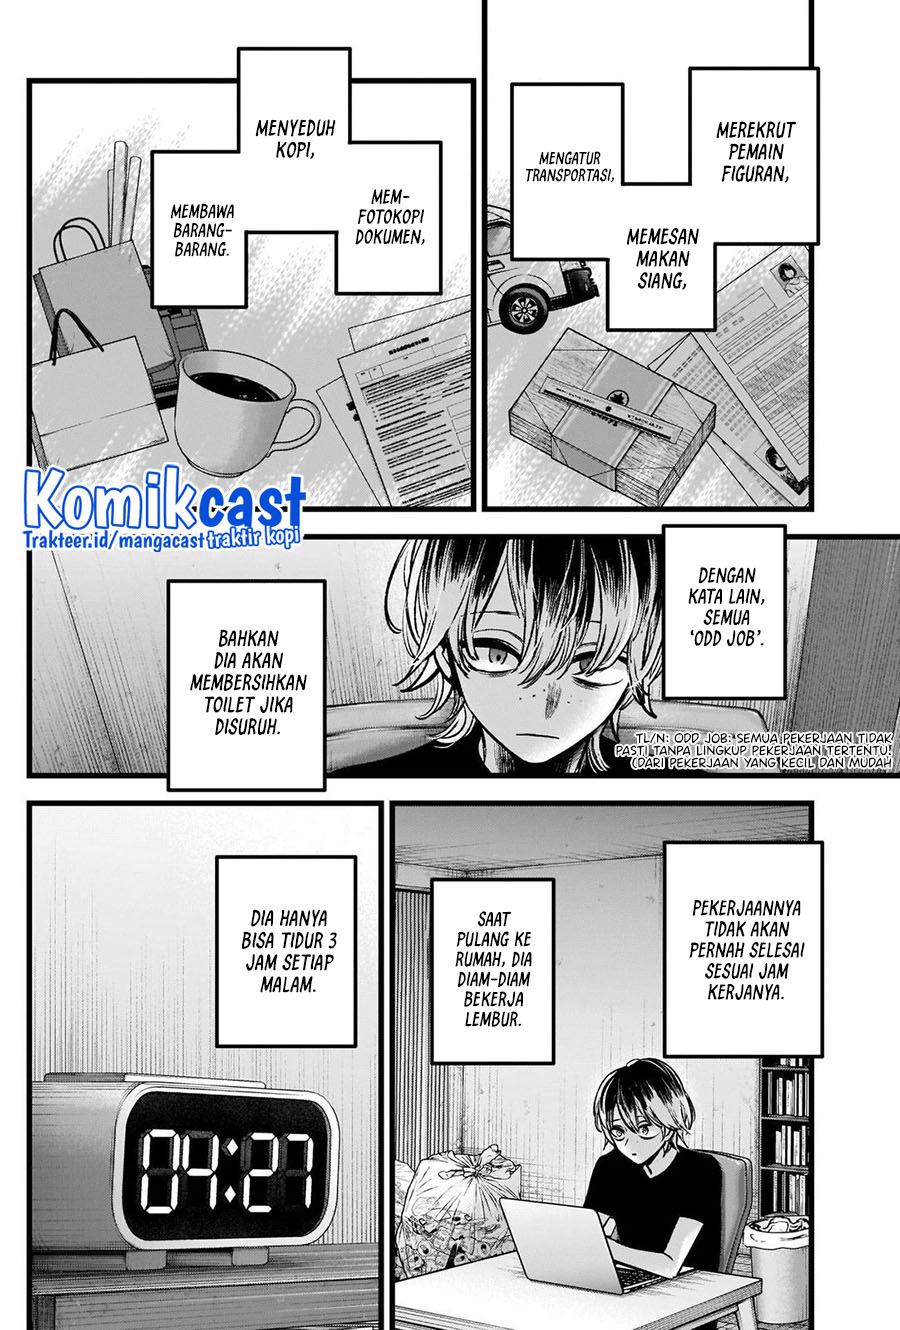 MEREKRUT
PEMAIN
FIGURAN,
MENGATUR
TRANSPORTASI,
MEMESAN
MAKAN
SIANG,
MENYEDUH
KOPI,
MEM-
FOTOKOPI
DOKUMEN,
MEMBAWA
BARANG-
BARANG.
Komikcast
Trakteer.id/mangacast traktir kopi
DENGAN
KATA LAIN,
SEMUA
‘ODD JOB’.
BAHKAN
DIA AKAN
MEMBERSIHKAN
TOILET JIKA
DISURUH.
TL/N: ODD JOB: SEMUA PEKERJAAN TIDAK
PASTI TANPA LINGKUP PEKERJAAN TERTENTU!
(DARI PEKERJAAN YANG KECIL DAN MUDAH
PEKERJAANNYA
TIDAK AKAN
PERNAH SELESAI
SESUAI JAM
KERJANYA.
SAAT
PULANG KE
RUMAH, DIA
DIAM-DIAM
BEKERJA
LEMBUR.
DIA HANYA
BISA TIDUR 3
JAM SETIAP
MALAM.
04:27